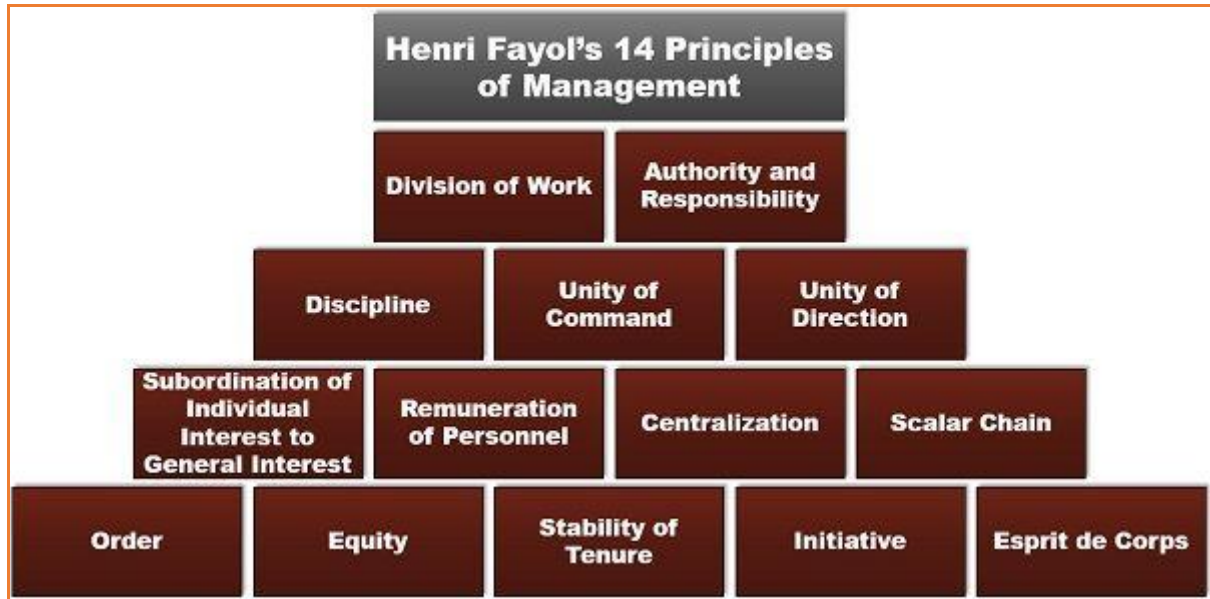 Henri Fayol's 14 Principles
of Management
Division of Work
Authority and
Responsibility
Discipline
Unity of
Command
Unity of
Direction
Subordination of
Individual
Interest to
General Interest
Remuneration
of Personnel
Centralization
Scalar Chain
Order
Equity
Stability of
Tenure
Initiative
Esprit de Corps